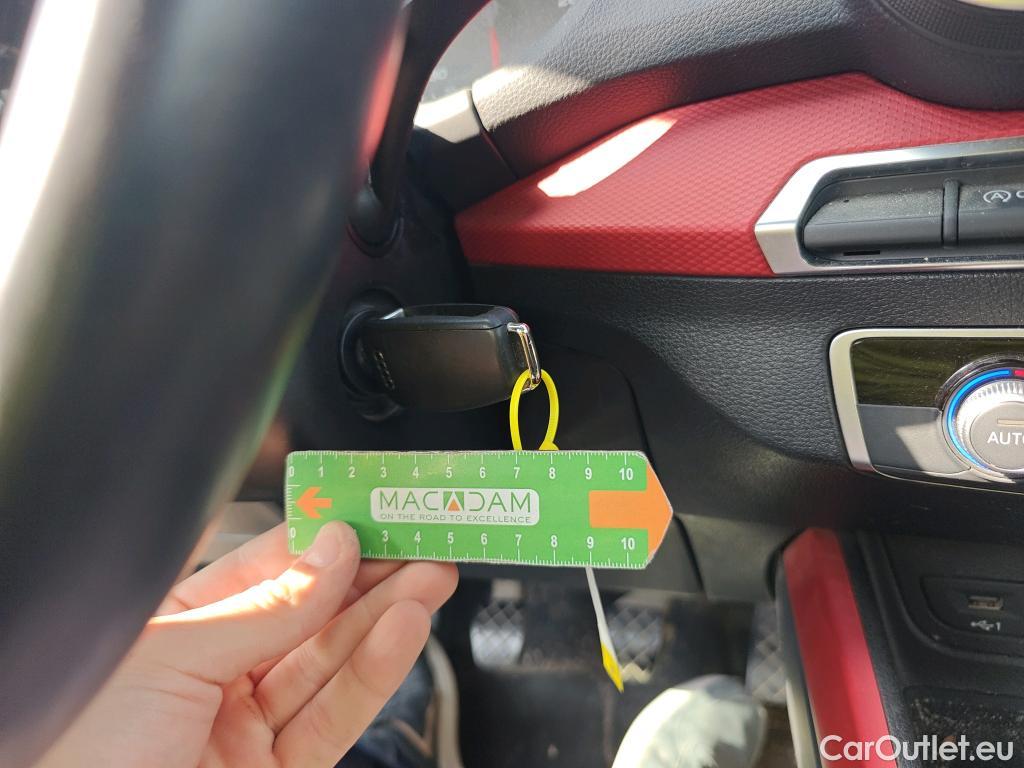 0 1 2 3 4 5 6 7 8 9 10
MACADAM
ON THE ROAD TO EXCELLENCE
0 3 4 5 6 7 8 9 10
AUTO
1
CarOutlet.eu